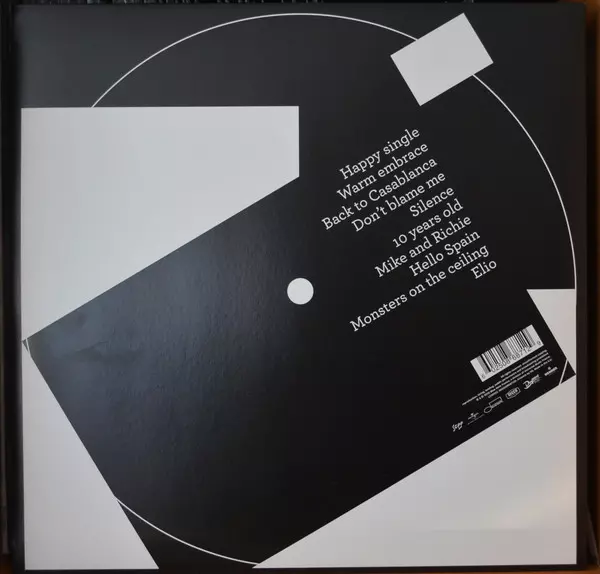 Happy single
Warm embrace
Back to Casablanca
Don't blame me
Silence
10 years old
Mike and Richie
Hello Spain
Monsters on the ceiling
Elio